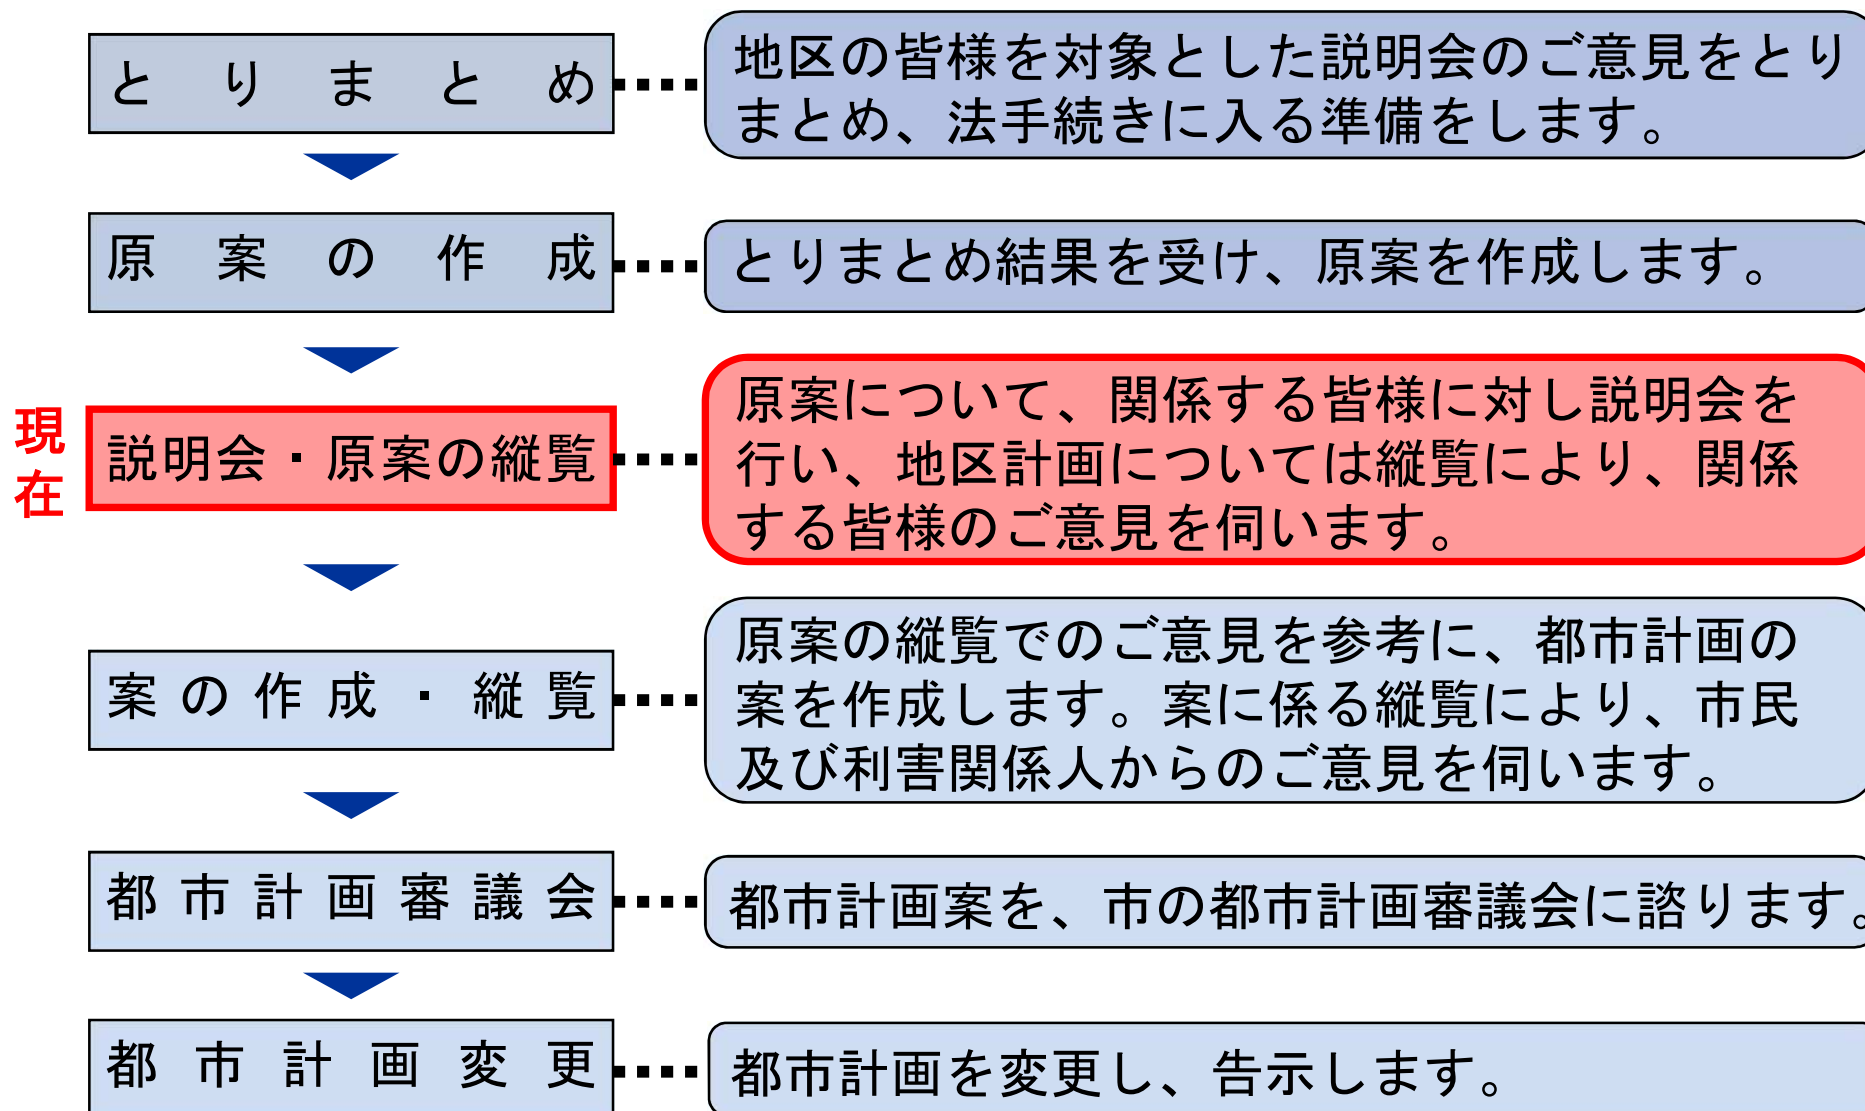 とりまとめ
地区の皆様を対象とした説明会のご意見をとり
まとめ、法手続きに入る準備をします。
原案の作成
とりまとめ結果を受け、原案を作成します。
現在
説明会・原案の縦覧
原案について、関係する皆様に対し説明会を
行い、地区計画については縦覧により、関係
する皆様のご意見を伺います。
案の作成・縦覧
原案の縦覧でのご意見を参考に、都市計画の
案を作成します。案に係る縦覧により、市民
及び利害関係人からのご意見を伺います。
都市計画審議会
都市計画案を、市の都市計画審議会に諮ります。
都市計画変更
都市計画を変更し、告示します。